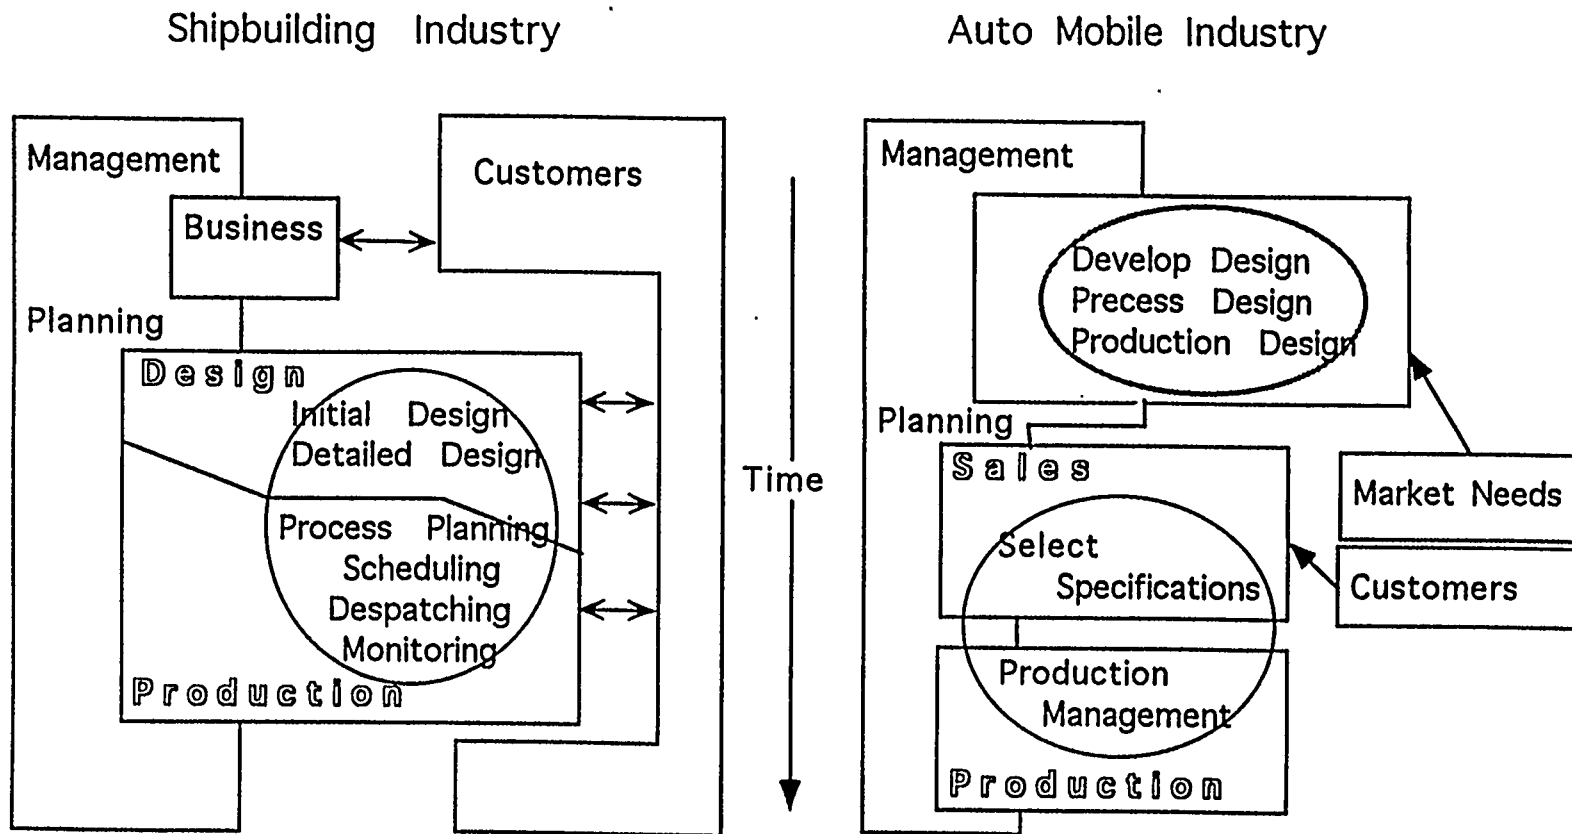 Shipbuilding Industry
Management
Customers
Business
Planning
Design
Initial Design
Detailed Design
Process Planning
Scheduling
Despatching
Monitoring
Production
Time
Auto Mobile Industry
Management
Develop Design
Precess Design
Production Design
Planning
Sales
Select
Specifications
Market Needs
Customers
Production
Management
Production